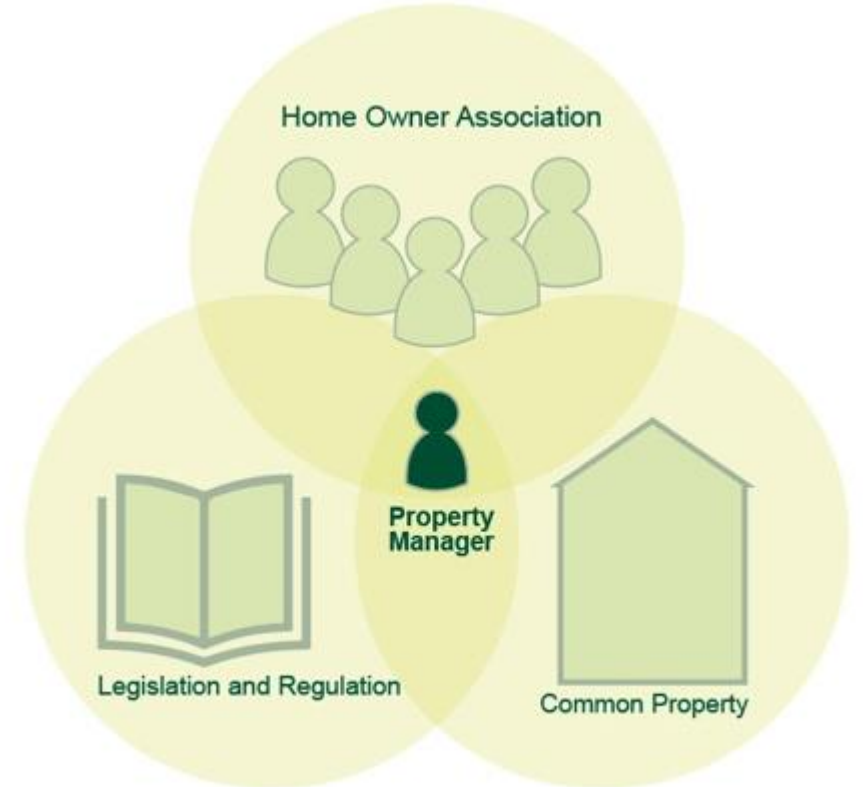 Home Owner Association
Property
Manager
Legislation and Regulation
Common Property